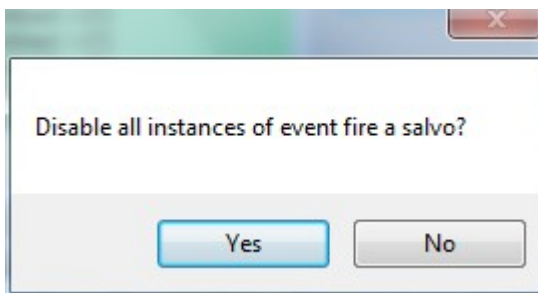 Disable all instances of event fire a salvo?
Yes
No